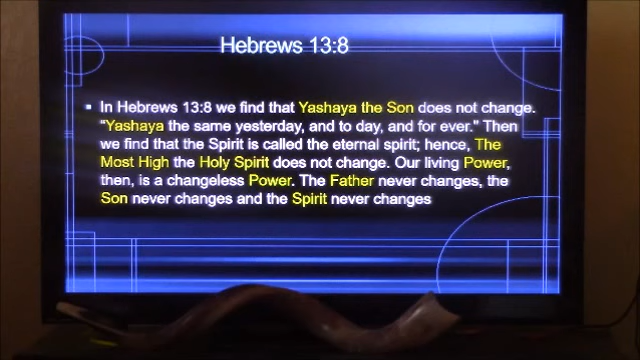 Hebrews 13:8
▪ In Hebrews 13:8 we find that Yashaya the Son does not change.
"Yashaya the same yesterday, and to day, and for ever." Then
we find that the Spirit is called the eternal spirit; hence, The
Most High the Holy Spirit does not change. Our living Power,
then, is a changeless Power. The Father never changes, the
Son never changes and the Spirit never changes